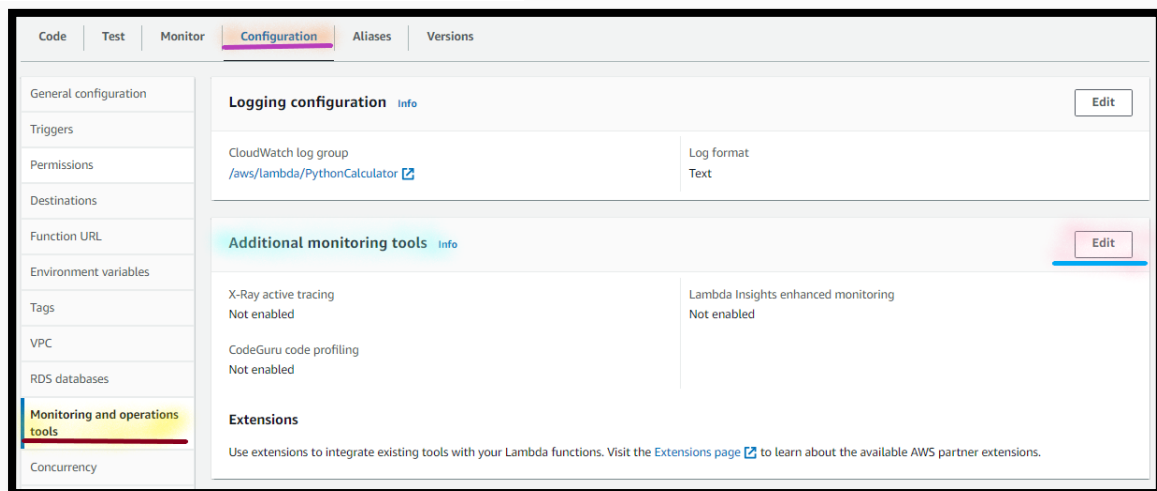 Code Test Monitor Configuration Aliases Versions
General configuration
Triggers
Permissions
Destinations
Function URL
Environment variables
Tags
VPC
RDS databases
Monitoring and operations
tools
Concurrency
Logging configuration Info
Edit
CloudWatch log group
/aws/lambda/PythonCalculator
Log format
Text
Additional monitoring tools Info
Edit
X-Ray active tracing
Not enabled
Lambda Insights enhanced monitoring
Not enabled
CodeGuru code profiling
Not enabled
Extensions
Use extensions to integrate existing tools with your Lambda functions. Visit the Extensions page to learn about the available AWS partner extensions.